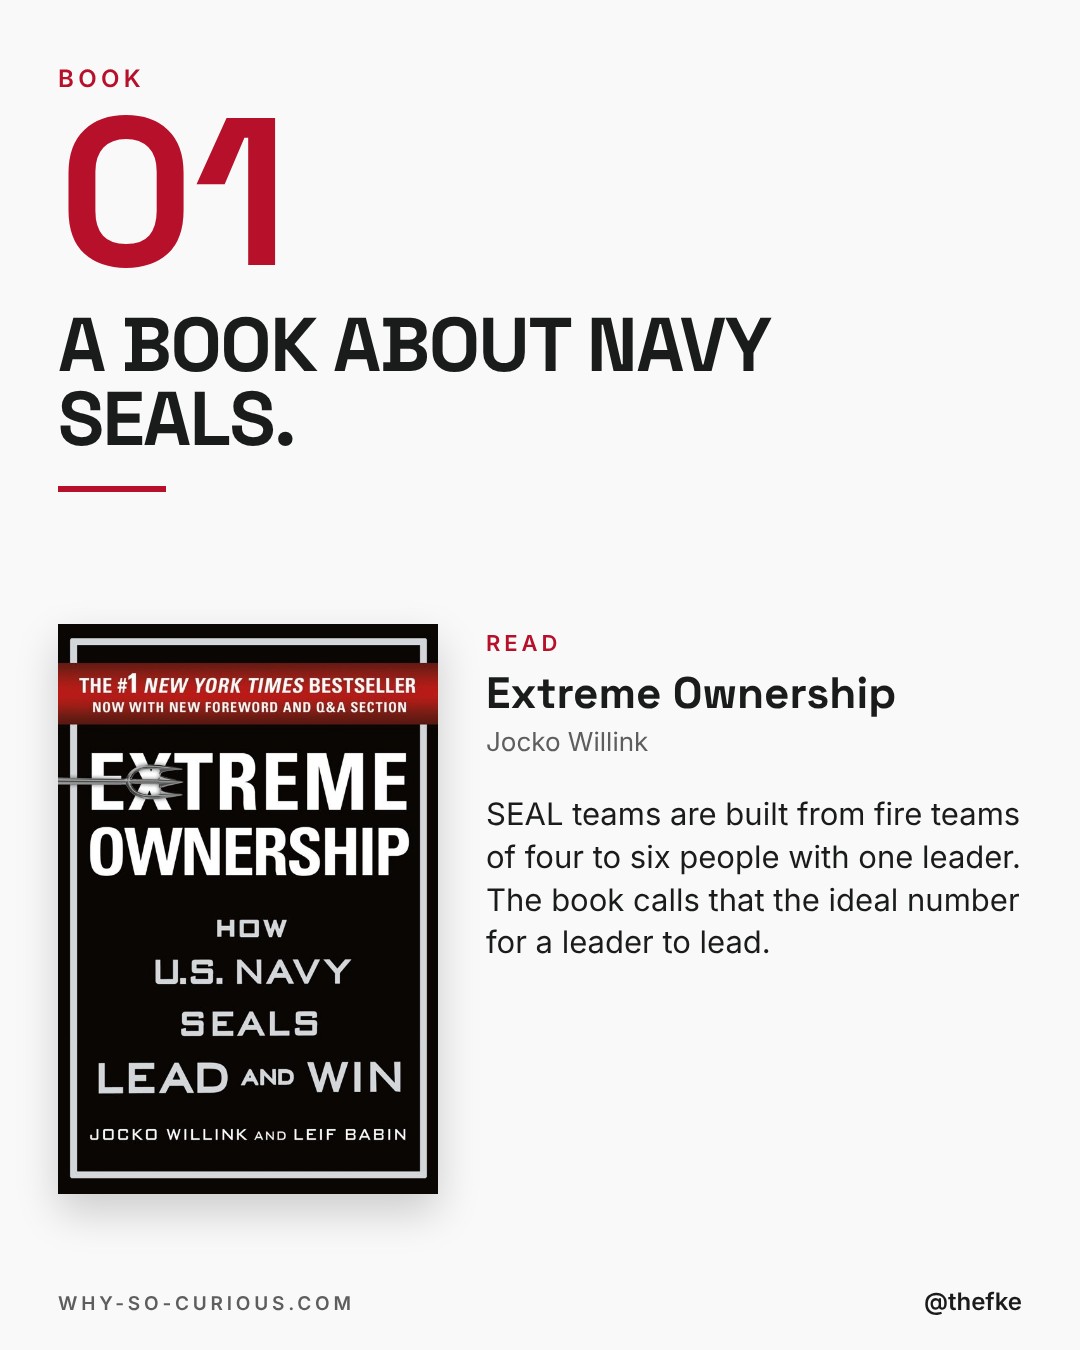 BOOK
01
A BOOK ABOUT NAVY
SEALS.
THE #1 NEW YORK TIMES BESTSELLER
NOW WITH NEW FOREWORD AND Q&A SECTION
EXTREME
OWNERSHIP
HOW
U.S. NAVY
SEALS
LEAD AND WIN
JOCKO WILLINK AND LEIF BABIN
READ
Extreme Ownership
Jocko Willink
SEAL teams are built from fire teams
of four to six people with one leader.
The book calls that the ideal number
for a leader to lead.
WHY-SO-CURIOUS.COM
@thefke